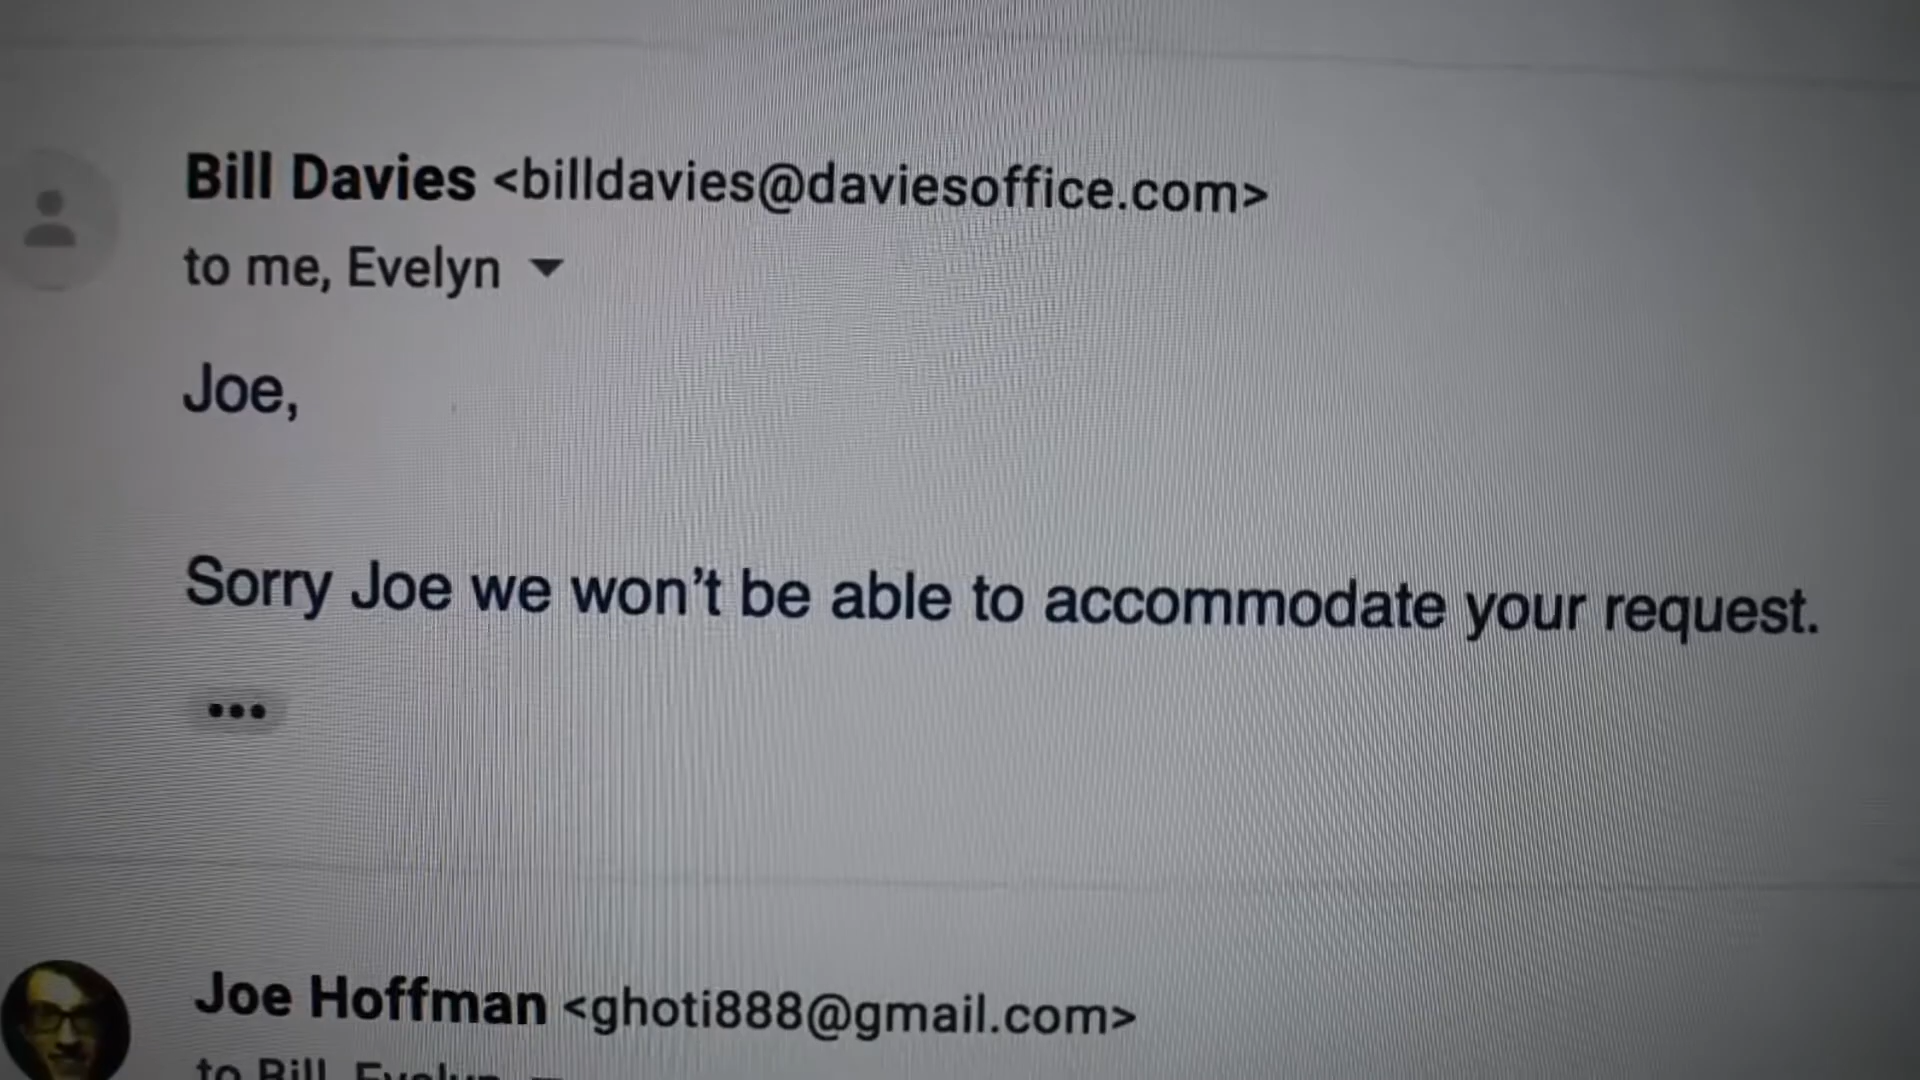 Bill Davies <billdavies@daviesoffice.com>
to me, Evelyn
Joe,
Sorry Joe we won't be able to accommodate your request.
•••
Joe Hoffman <ghoti888@gmail.com>
to Bill, Evelyn